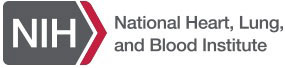 NIH
National Heart, Lung,
and Blood Institute